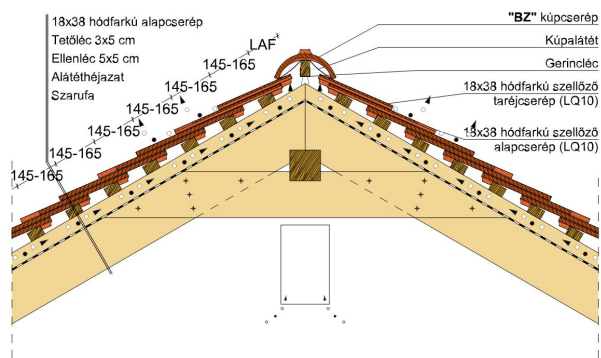 18x38 hódfarkú alapcserép
Tetőléc 3x5 cm
Ellenléc 5x5 cm
Alátéthéjazat
Szarufa
LAF
145-165
145-165
145-165
145-165
145-165
145-165
"BZ" kúpcserép
Kúpalátét
Gerincléc
18x38 hódfarkú szellőző
taréjcserép (LQ10)
18x38 hódfarkú szellőző
alapcserép (LQ10)